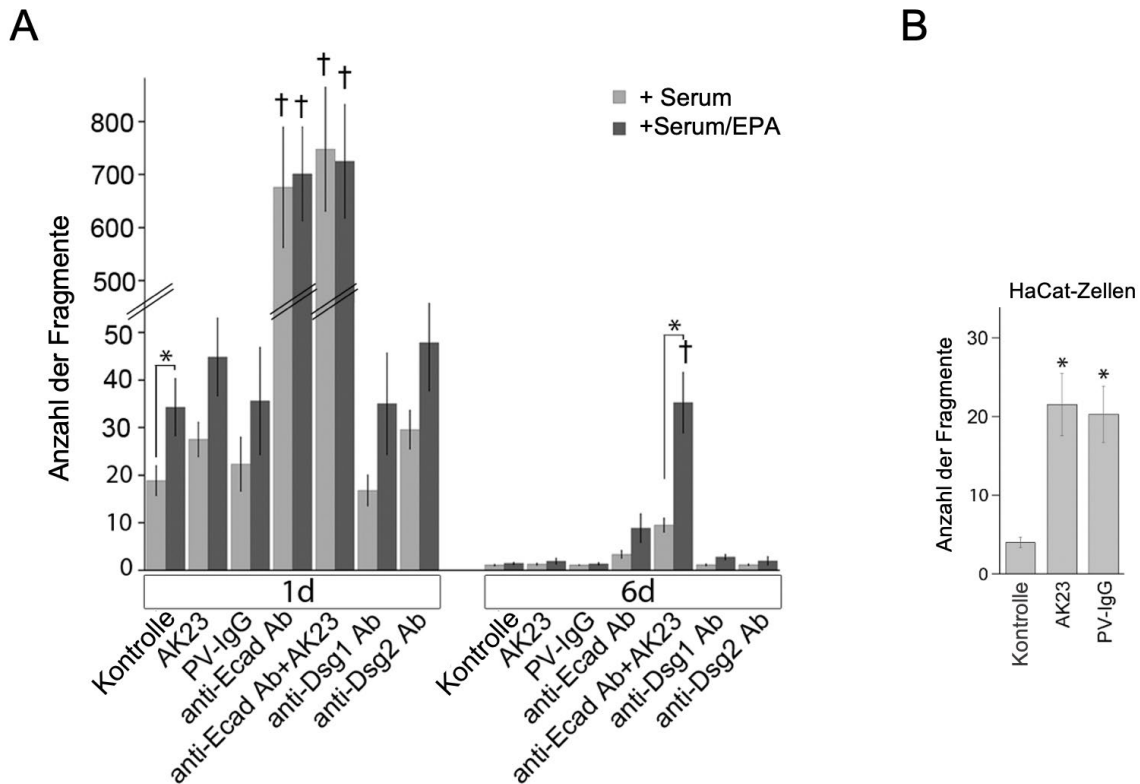 A
B
† † † †
+ Serum
+Serum/EPA
Anzahl der Fragmente
800
700
600
500
50
40
30
20
10
0
*
* †
1d
6d
Kontrolle
AK23
PV-IgG
anti-Ecad Ab
anti-Ecad Ab+AK23
anti-Dsg1 Ab
anti-Dsg2 Ab
Kontrolle
AK23
PV-IgG
anti-Ecad Ab
anti-Ecad Ab+AK23
anti-Dsg1 Ab
anti-Dsg2 Ab
HaCat-Zellen
Anzahl der Fragmente
30
20
10
0
* *
Kontrolle
AK23
PV-IgG